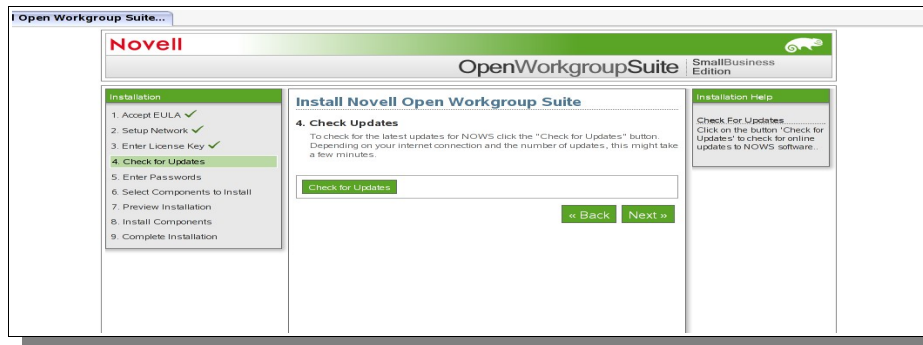 l Open Workgroup Suite...
Novell
OpenWorkgroupSuite
SmallBusiness
Edition
Installation
1. Accept EULA
2. Setup Network
3. Enter License Key
4. Check for Updates
5. Enter Passwords
6. Select Components to Install
7. Preview Installation
8. Install Components
9. Complete Installation
Install Novell Open Workgroup Suite
4. Check Updates
To check for the latest updates for NOWS click the "Check for Updates" button.
Depending on your internet connection and the number of updates, this might take
a few minutes.
Check for Updates
« Back
Next »
Installation Help
Check For Updates
Click on the button 'Check for
Updates' to check for online
updates to NOWS software..